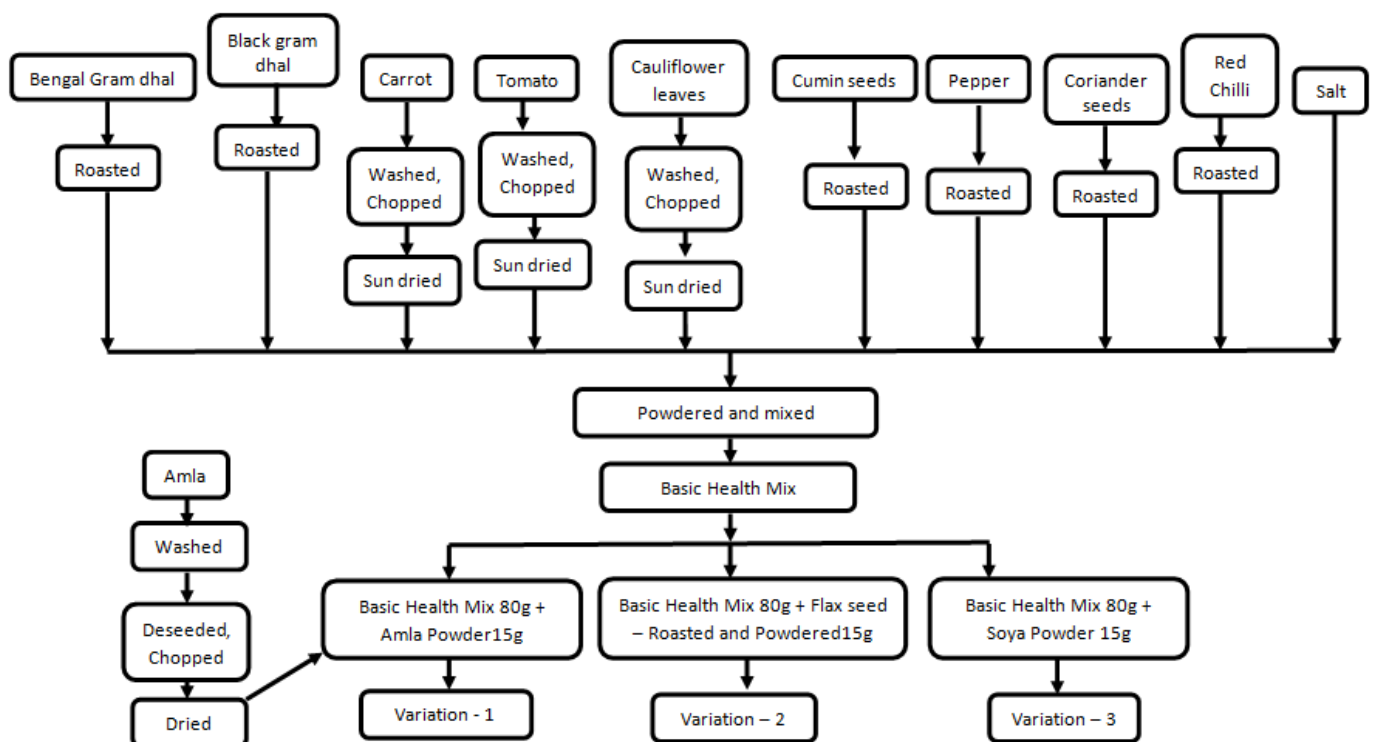 Bengal Gram dhal
Black gram
dhal
Carrot
Tomato
Cauliflower
leaves
Cumin seeds
Pepper
Coriander
seeds
Red
Chilli
Salt
Roasted
Roasted
Washed,
Chopped
Washed,
Chopped
Washed,
Chopped
Roasted
Roasted
Roasted
Roasted
Sun dried
Sun dried
Sun dried
Powdered and mixed
Basic Health Mix
Amla
Washed
Deseeded,
Chopped
Dried
Basic Health Mix 80g +
Amla Powder15g
Basic Health Mix 80g + Flax seed
– Roasted and Powdered15g
Basic Health Mix 80g +
Soya Powder 15g
Variation - 1
Variation – 2
Variation – 3